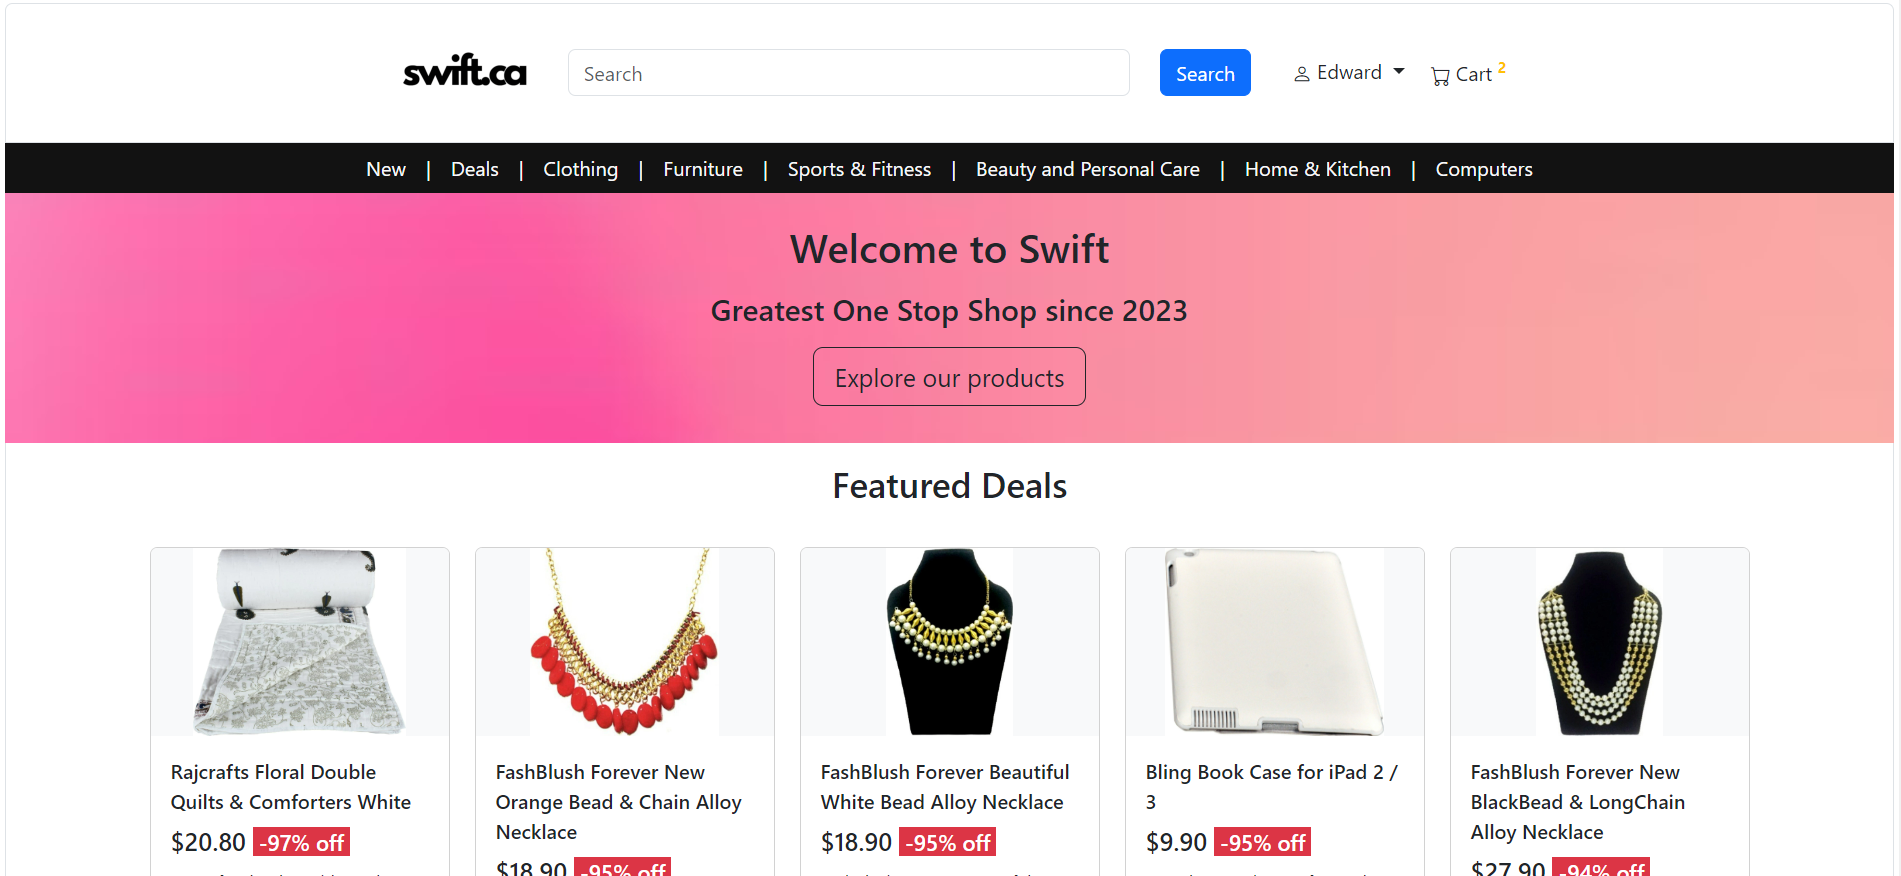 swift.ca
Search
Search
Edward
Cart 2
New | Deals | Clothing | Furniture | Sports & Fitness | Beauty and Personal Care | Home & Kitchen | Computers
Welcome to Swift
Greatest One Stop Shop since 2023
Explore our products
Featured Deals
Rajcrafts Floral Double
Quilts & Comforters White
$20.80 -97% off
FashBlush Forever New
Orange Bead & Chain Alloy
Necklace
$18.90 -95% off
FashBlush Forever Beautiful
White Bead Alloy Necklace
$18.90 -95% off
Bling Book Case for iPad 2 /
3
$9.90 -95% off
FashBlush Forever New
BlackBead & LongChain
Alloy Necklace
$27.90 -94% off